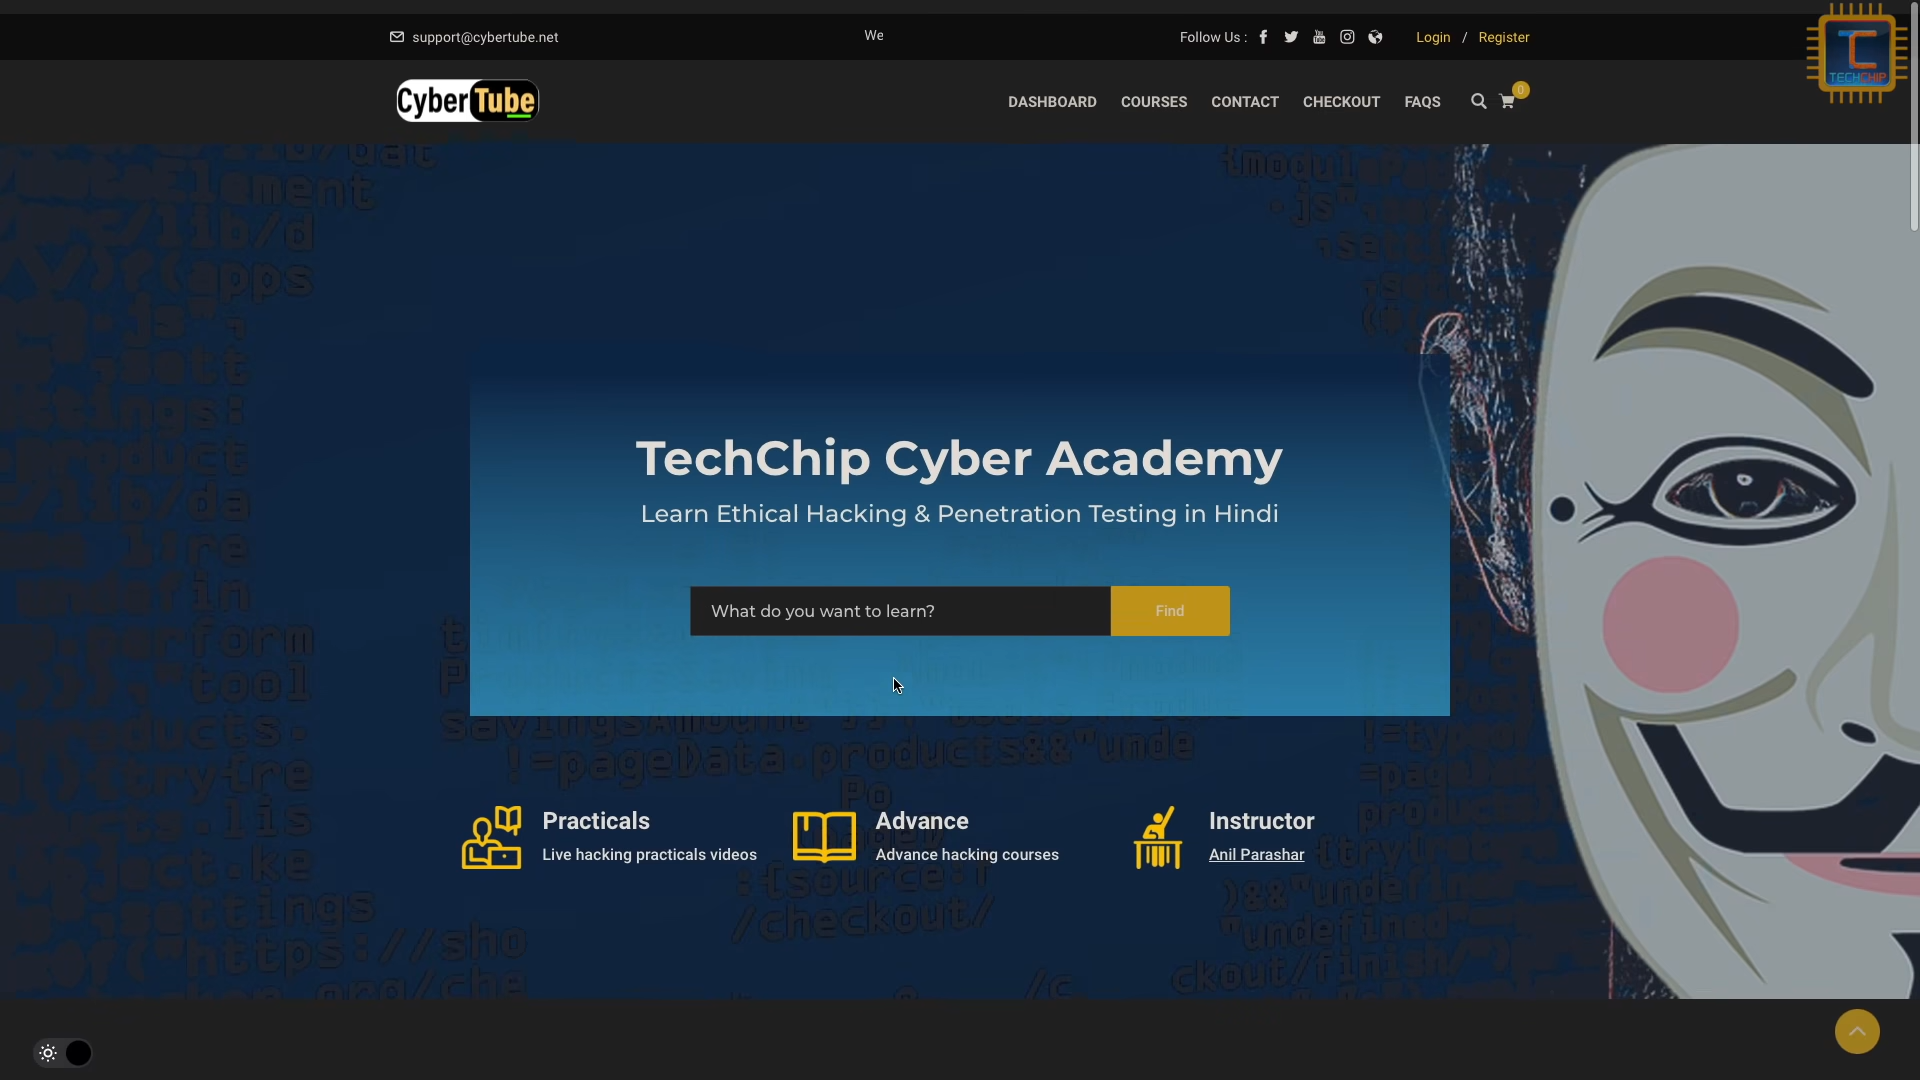 support@cybertube.net
We
Follow Us :
Login / Register
TECHCHIP
CyberTube
DASHBOARD COURSES CONTACT CHECKOUT FAQS
0
TechChip Cyber Academy
Learn Ethical Hacking & Penetration Testing in Hindi
What do you want to learn?
Find
Practicals
Live hacking practicals videos
Advance
Advance hacking courses
Instructor
Anil Parashar